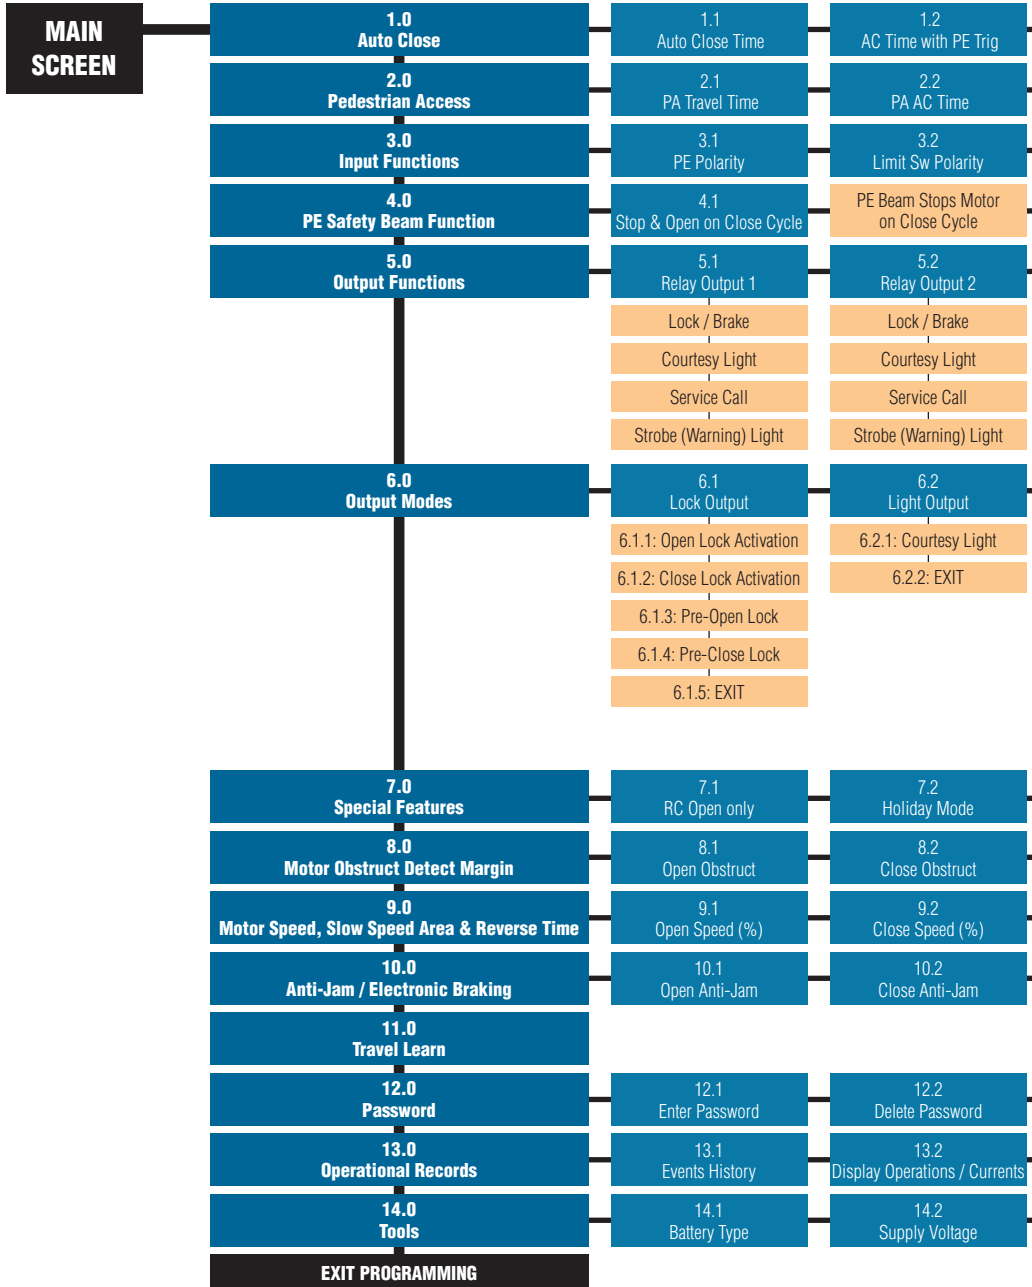 MAIN
SCREEN
1.0
Auto Close
1.1
Auto Close Time
1.2
AC Time with PE Trig
2.0
Pedestrian Access
2.1
PA Travel Time
2.2
PA AC Time
3.0
Input Functions
3.1
PE Polarity
3.2
Limit Sw Polarity
4.0
PE Safety Beam Function
4.1
Stop & Open on Close Cycle
PE Beam Stops Motor
on Close Cycle
5.0
Output Functions
5.1
Relay Output 1
Lock / Brake
Courtesy Light
Service Call
Strobe (Warning) Light
5.2
Relay Output 2
Lock / Brake
Courtesy Light
Service Call
Strobe (Warning) Light
6.0
Output Modes
6.1
Lock Output
6.1.1: Open Lock Activation
6.1.2: Close Lock Activation
6.1.3: Pre-Open Lock
6.1.4: Pre-Close Lock
6.1.5: EXIT
6.2
Light Output
6.2.1: Courtesy Light
6.2.2: EXIT
7.0
Special Features
7.1
RC Open only
7.2
Holiday Mode
8.0
Motor Obstruct Detect Margin
8.1
Open Obstruct
8.2
Close Obstruct
9.0
Motor Speed, Slow Speed Area & Reverse Time
9.1
Open Speed (%)
9.2
Close Speed (%)
10.0
Anti-Jam / Electronic Braking
10.1
Open Anti-Jam
10.2
Close Anti-Jam
11.0
Travel Learn
12.0
Password
12.1
Enter Password
12.2
Delete Password
13.0
Operational Records
13.1
Events History
13.2
Display Operations / Currents
14.0
Tools
14.1
Battery Type
14.2
Supply Voltage
EXIT PROGRAMMING